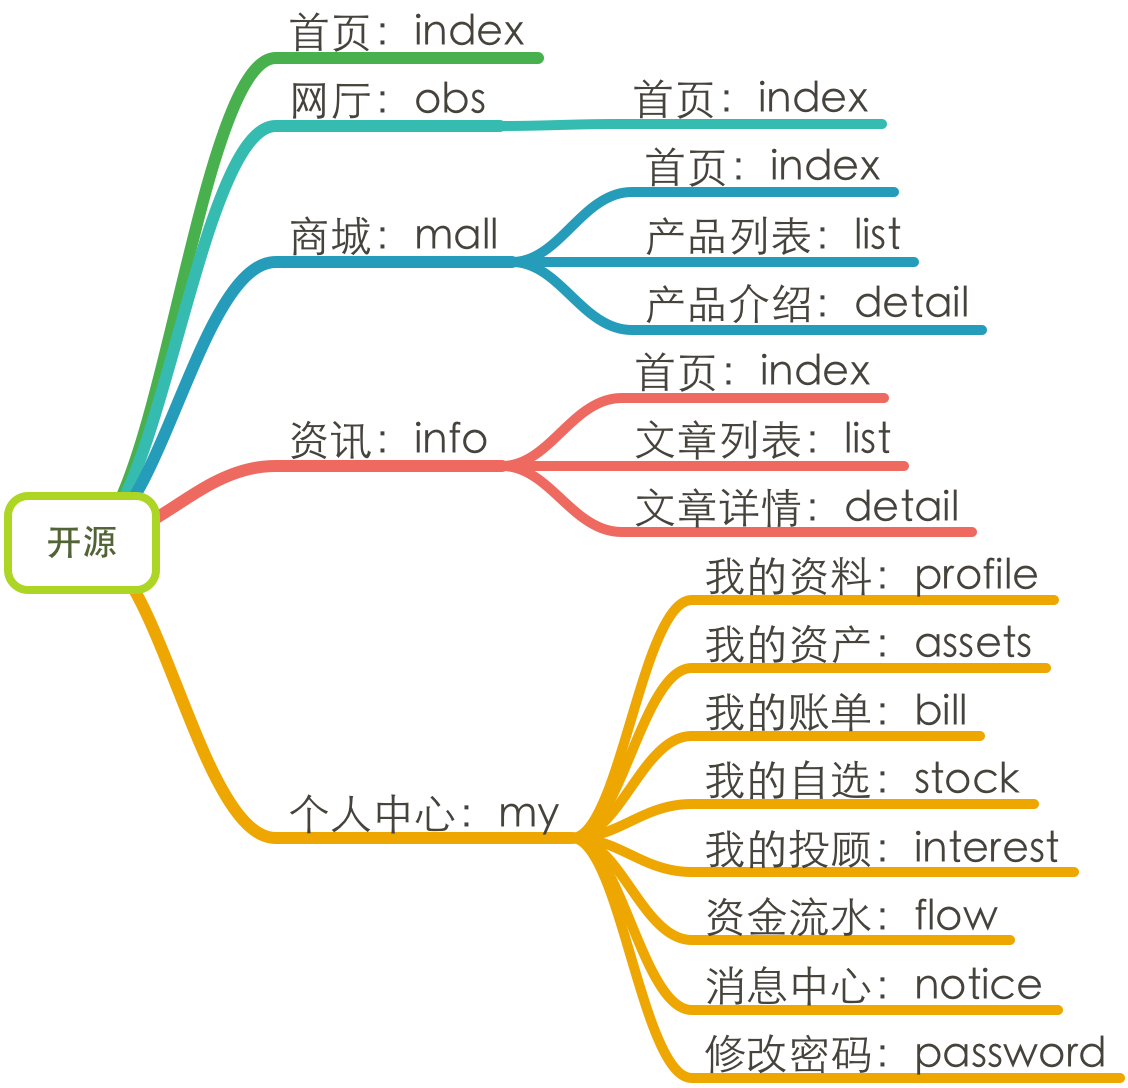 首页：index
网厅：obs
首页：index
首页：index
商城：mall
产品列表：list
产品介绍：detail
首页：index
资讯：info
文章列表：list
文章详情：detail
开源
我的资料：profile
我的资产：assets
我的账单：bill
我的自选：stock
个人中心：my
我的投顾：interest
资金流水：flow
消息中心：notice
修改密码：password